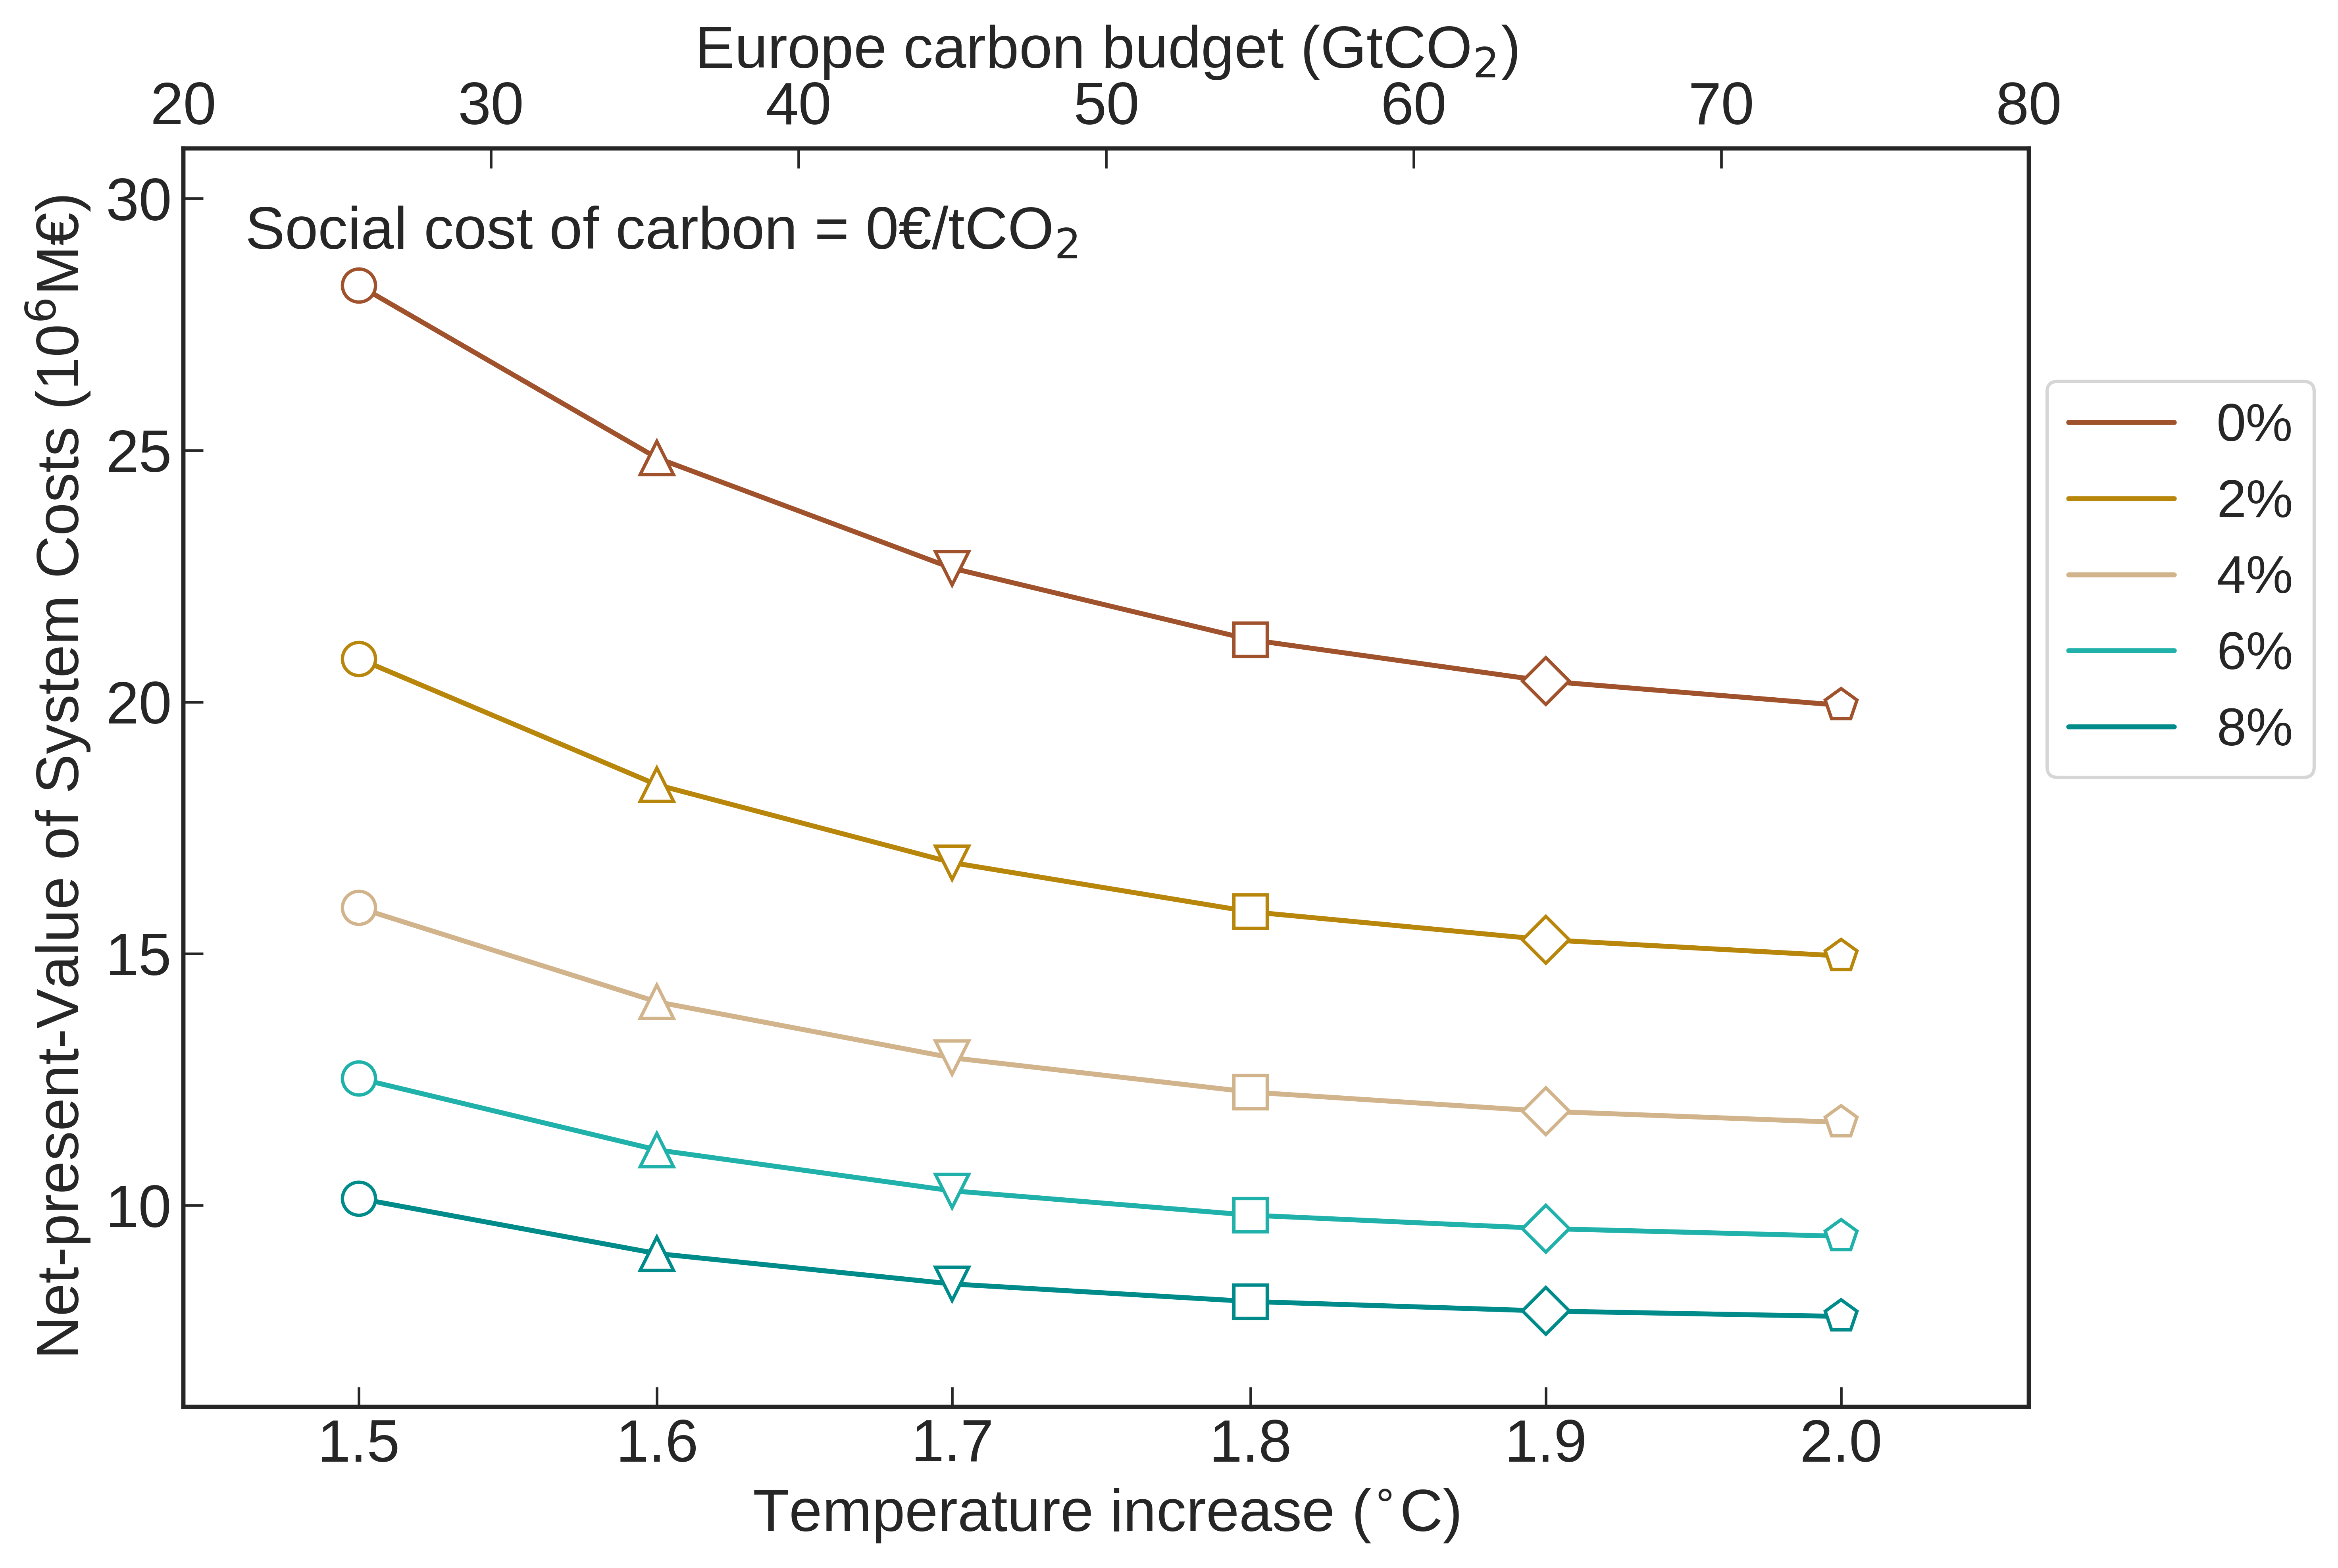 Europe carbon budget (GtCO₂)
20 30 40 50 60 70 80
Social cost of carbon = 0€/tCO₂
Net-present-Value of System Costs (10⁶M€)
30
25
20
15
10
0%
2%
4%
6%
8%
1.5 1.6 1.7 1.8 1.9 2.0
Temperature increase (°C)